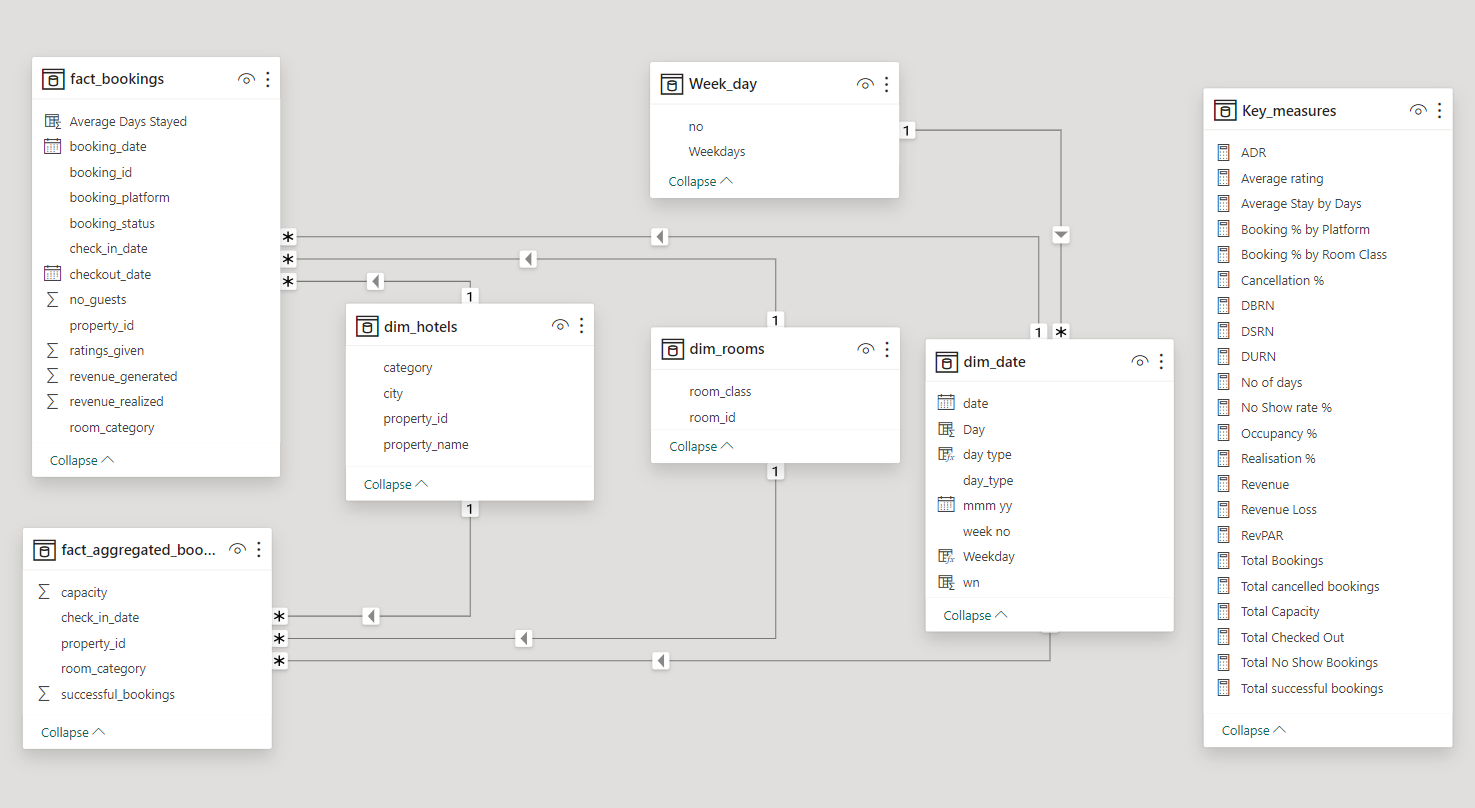 fact_bookings
Average Days Stayed
booking_date
booking_id
booking_platform
booking_status
check_in_date
checkout_date
no_guests
property_id
ratings_given
revenue_generated
revenue_realized
room_category
Collapse
*
*
*
fact_aggregated_boo...
capacity
check_in_date
property_id
room_category
successful_bookings
Collapse
*
*
*
1
dim_hotels
category
city
property_id
property_name
Collapse
1
Week_day
no
Weekdays
Collapse
1
1
dim_rooms
room_class
room_id
Collapse
1
1
*
dim_date
date
Day
day type
day_type
mmm yy
week no
Weekday
wn
Collapse
Key_measures
ADR
Average rating
Average Stay by Days
Booking % by Platform
Booking % by Room Class
Cancellation %
DBRN
DSRN
DURN
No of days
No Show rate %
Occupancy %
Realisation %
Revenue
Revenue Loss
RevPAR
Total Bookings
Total cancelled bookings
Total Capacity
Total Checked Out
Total No Show Bookings
Total successful bookings
Collapse